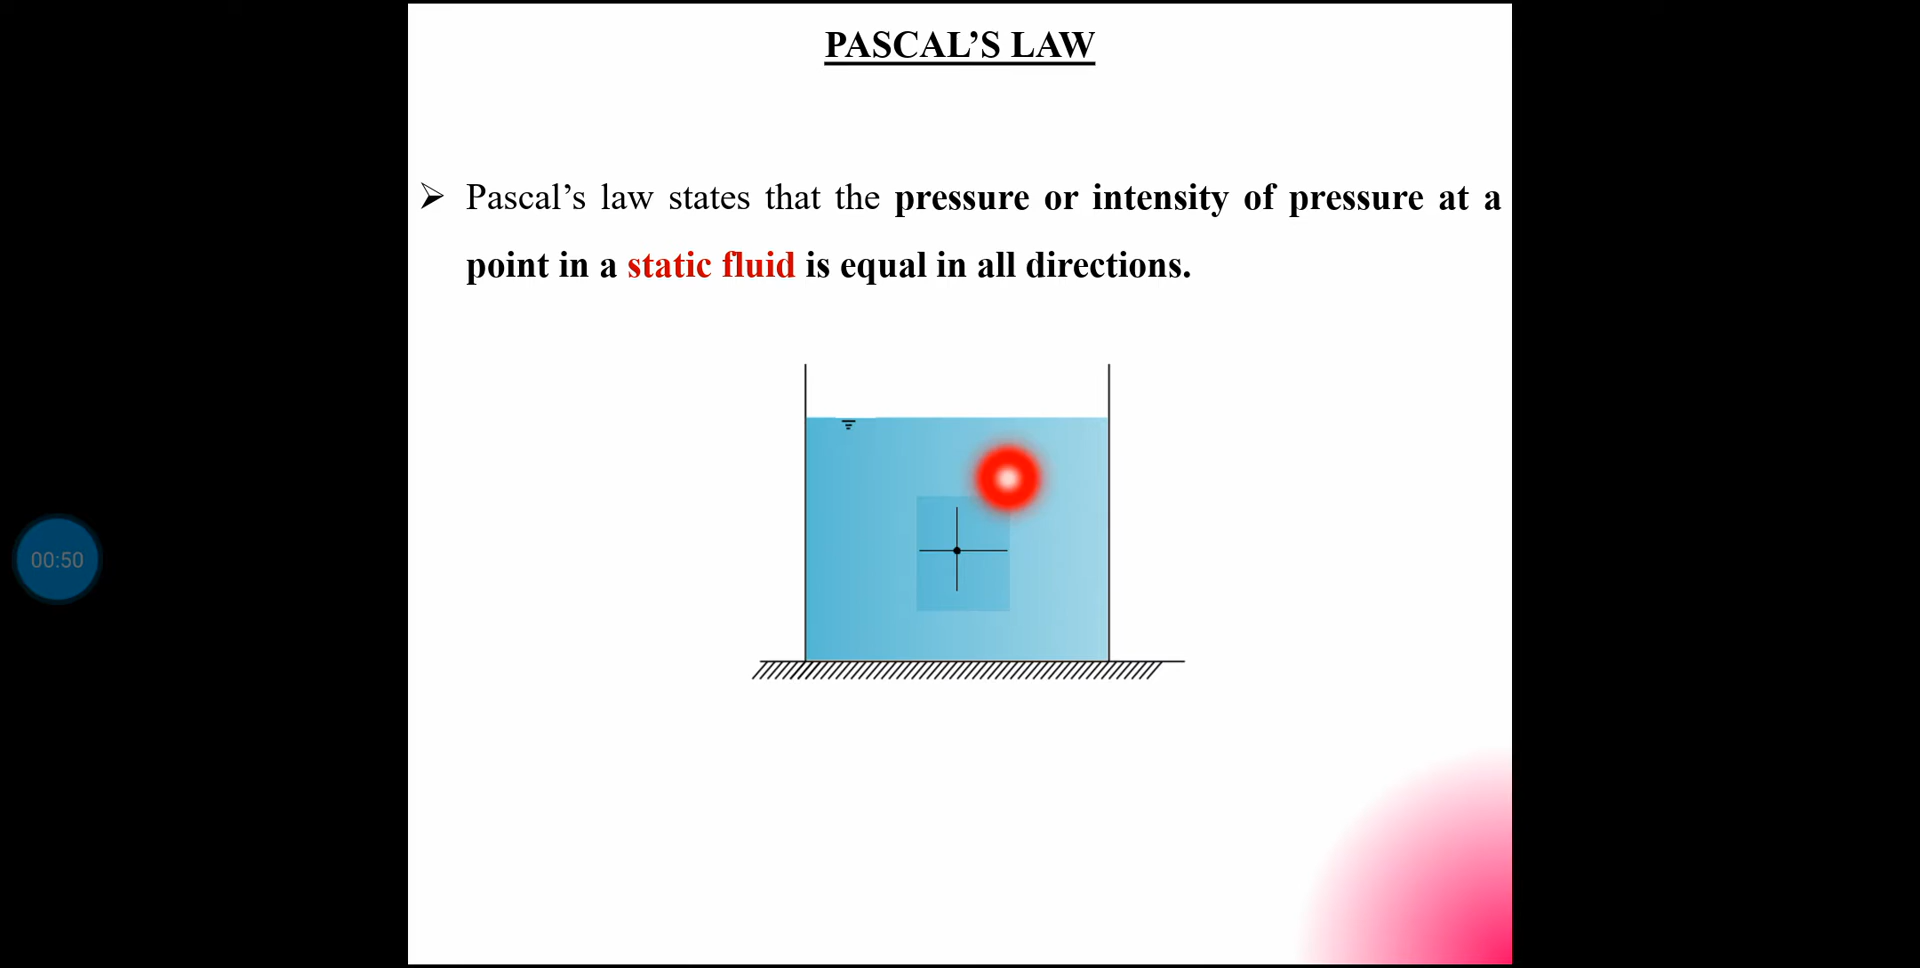 PASCAL’S LAW
➢ Pascal’s law states that the pressure or intensity of pressure at a
point in a static fluid is equal in all directions.
00:50